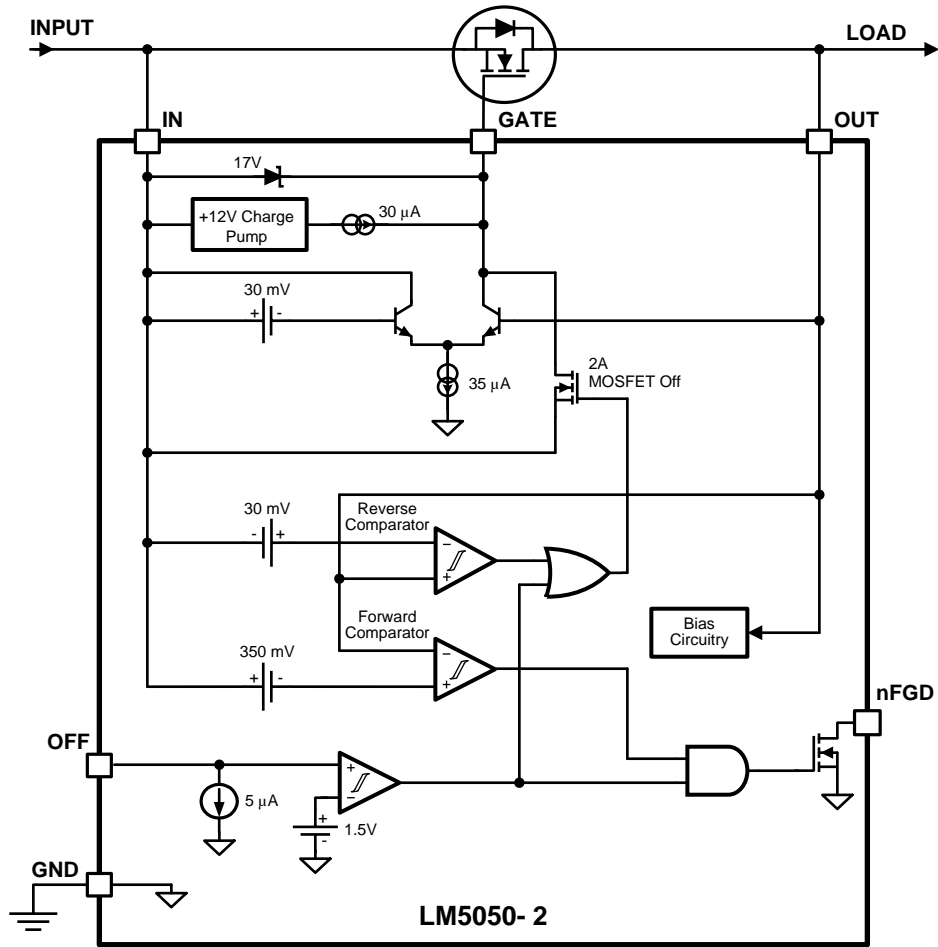 INPUT
LOAD
IN
GATE
OUT
17V
+12V Charge
Pump
30 μA
30 mV
+ -
35 μA
2A
MOSFET Off
30 mV
- +
Reverse
Comparator
−
+
Forward
Comparator
350 mV
+ -
−
+
Bias
Circuitry
nFGD
OFF
+
−
5 μA
+
1.5V
-
GND
LM5050- 2